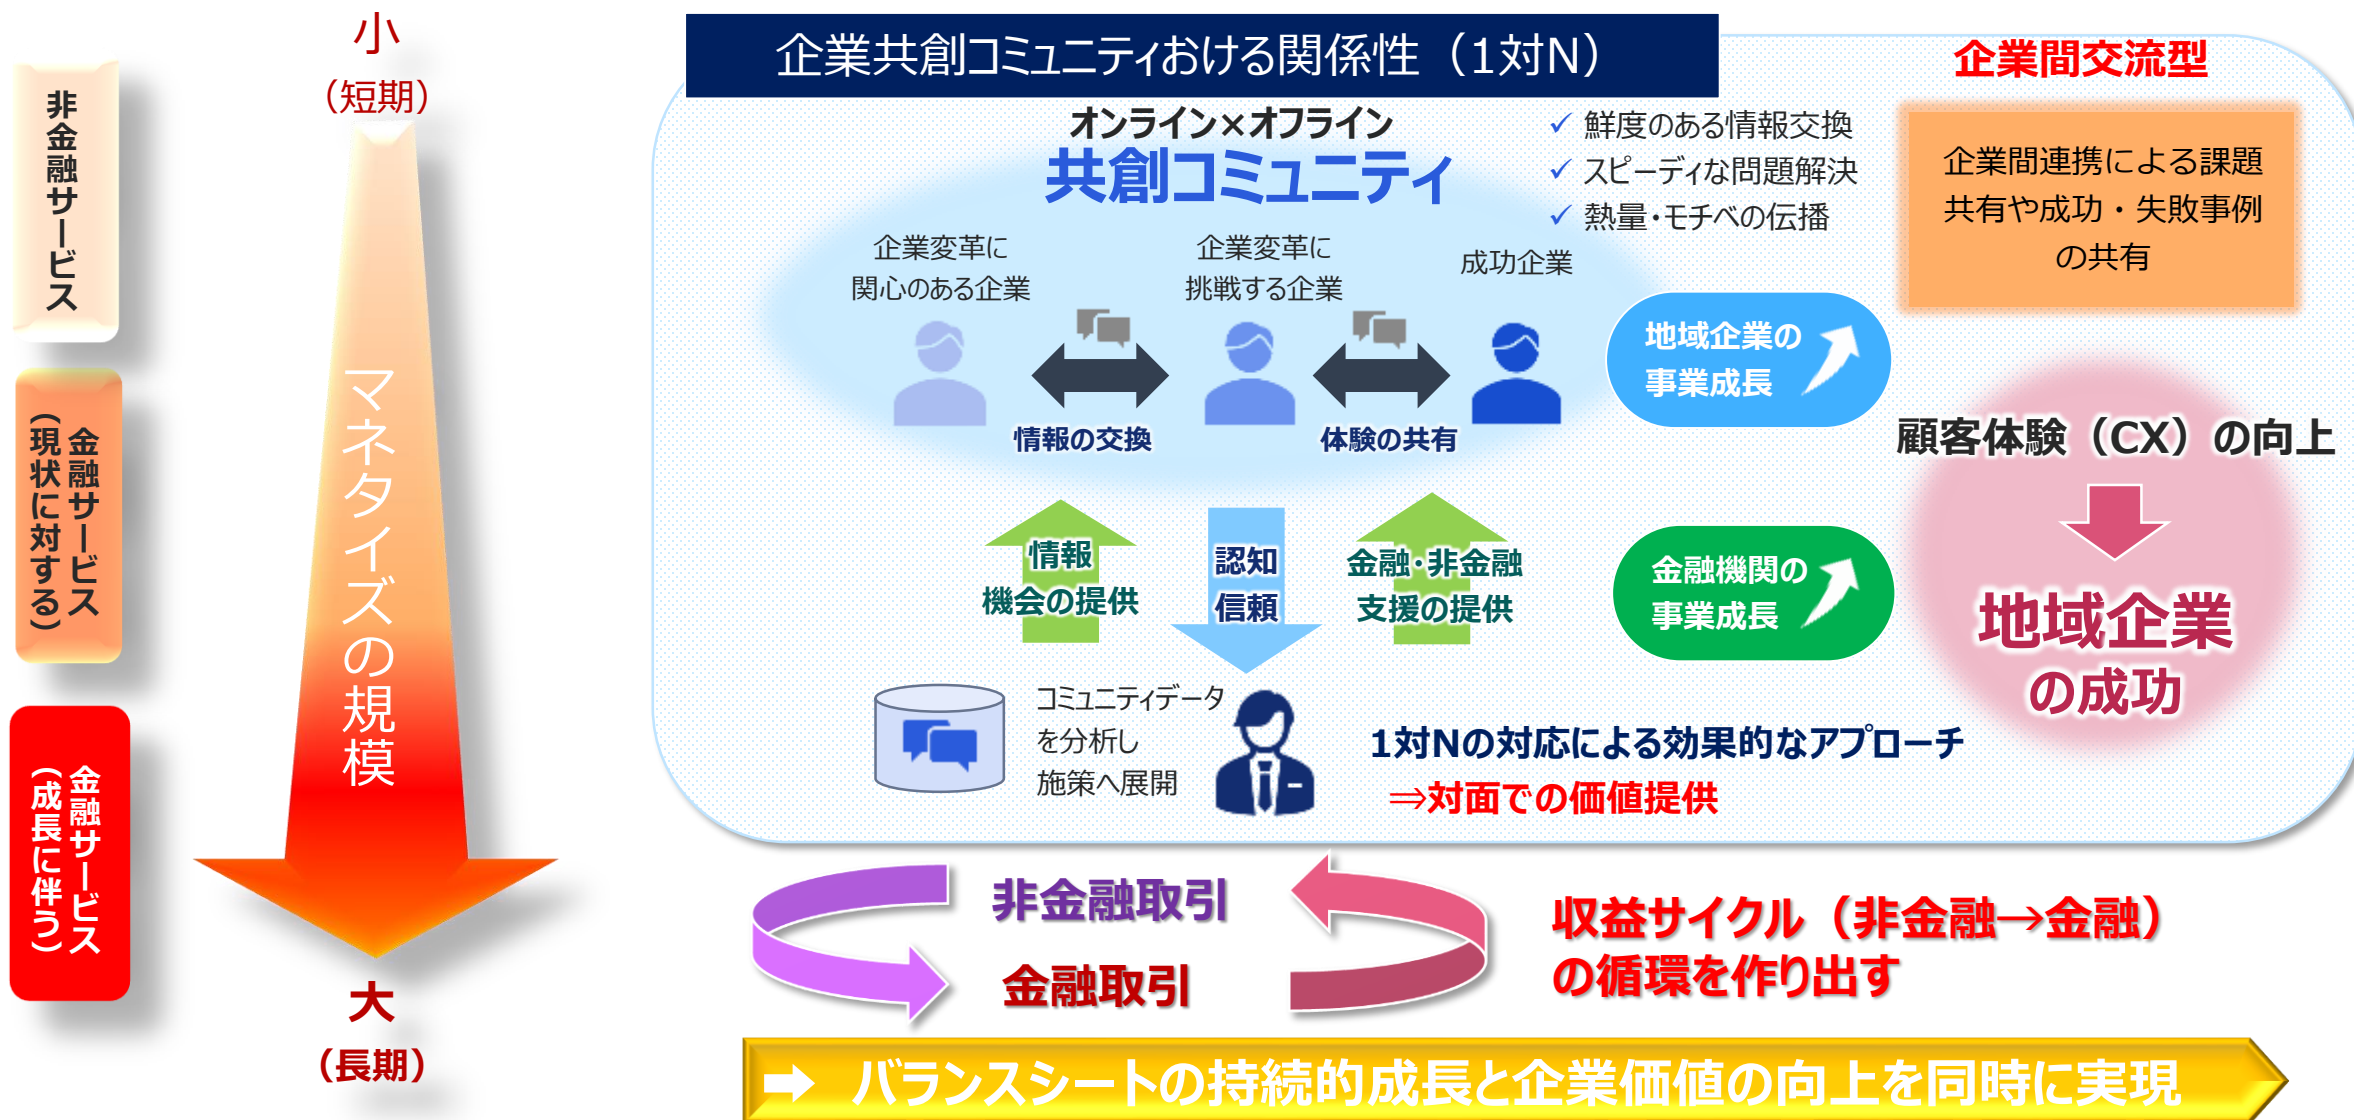 小
（短期）
非金融サービス
金融サービス
（現状に対する）
金融サービス
（成長に伴う）
マネタイズの規模
大
（長期）
企業共創コミュニティおける関係性（1対N）
企業間交流型
オンライン×オフライン
共創コミュニティ
✓ 鮮度のある情報交換
✓ スピーディな問題解決
✓ 熱量・モチベの伝播
企業間連携による課題
共有や成功・失敗事例
の共有
企業変革に
関心のある企業
企業変革に
挑戦する企業
成功企業
情報の交換
体験の共有
地域企業の
事業成長
顧客体験（CX）の向上
地域企業
の成功
情報
機会の提供
認知
信頼
金融・非金融
支援の提供
金融機関の
事業成長
コミュニティデータ
を分析し
施策へ展開
1対Nの対応による効果的なアプローチ
⇒対面での価値提供
非金融取引
金融取引
収益サイクル（非金融→金融）
の循環を作り出す
バランスシートの持続的成長と企業価値の向上を同時に実現